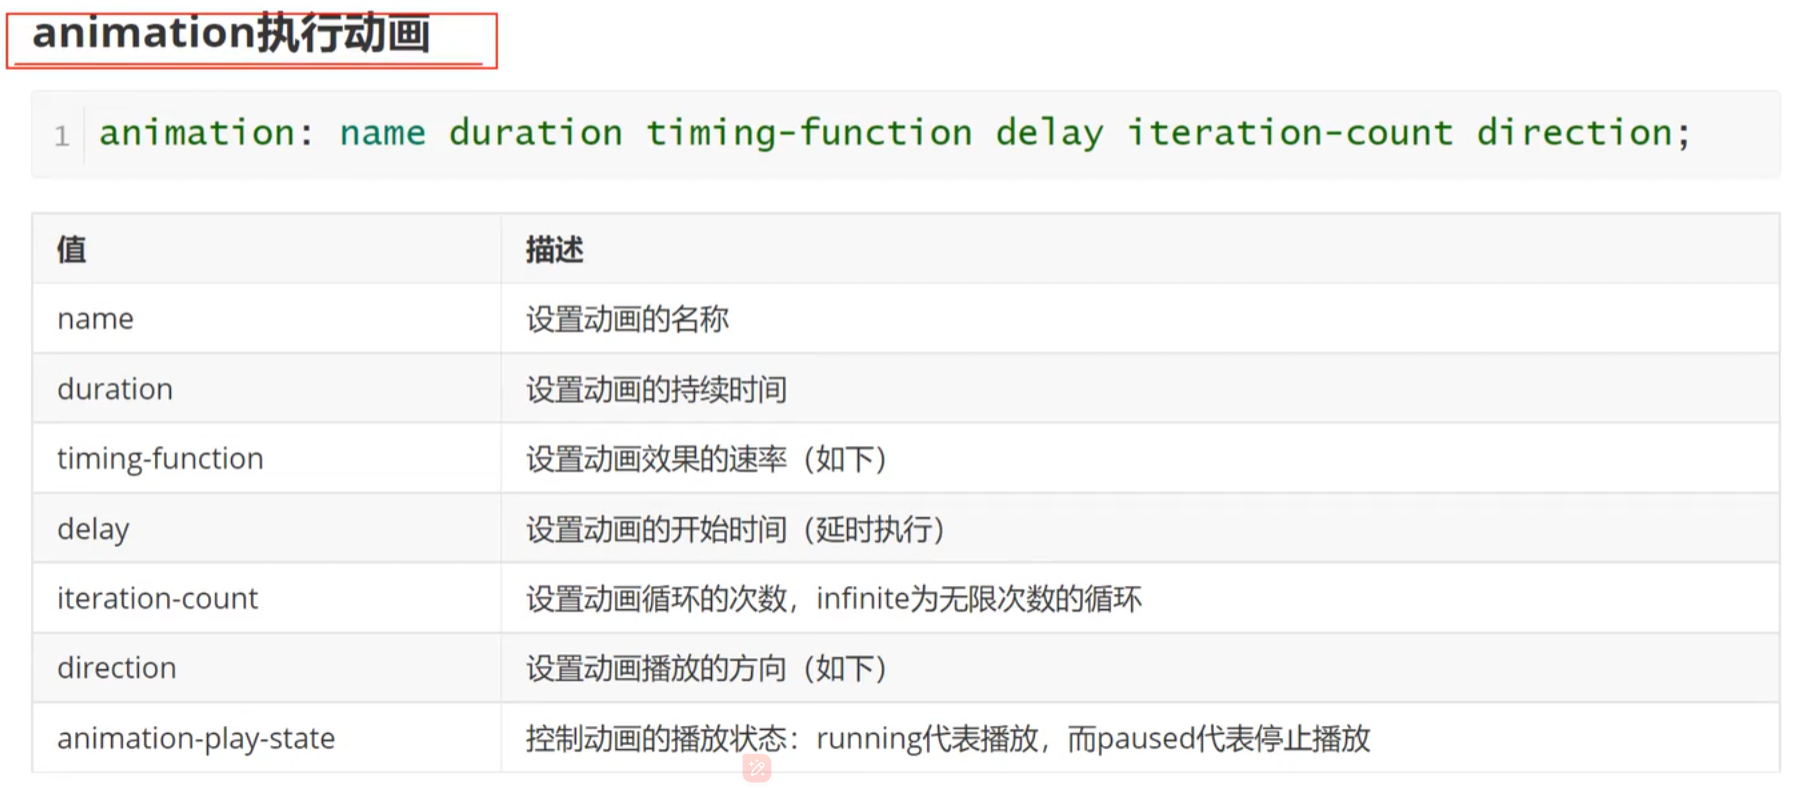 animation执行动画
1 animation: name duration timing-function delay iteration-count direction;
值 描述
name 设置动画的名称
duration 设置动画的持续时间
timing-function 设置动画效果的速率（如下）
delay 设置动画的开始时间（延时执行）
iteration-count 设置动画循环的次数，infinite为无限次数的循环
direction 设置动画播放的方向（如下）
animation-play-state 控制动画的播放状态：running代表播放，而paused代表停止播放